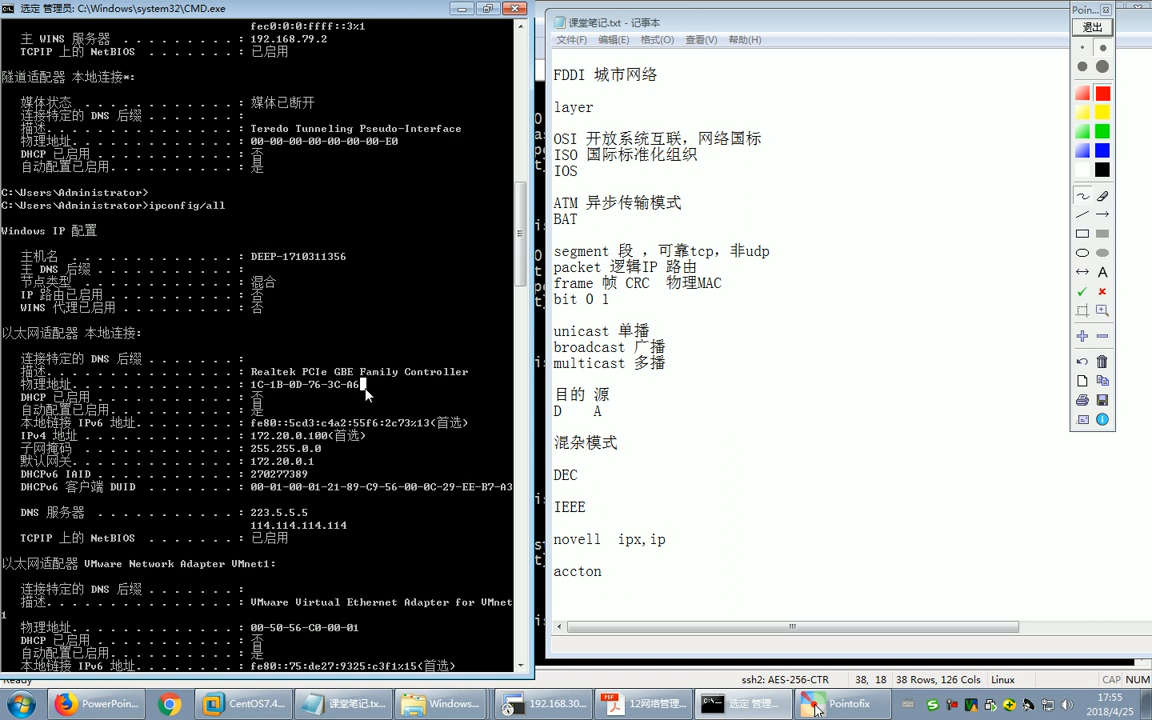 选定 管理员: C:\Windows\system32\CMD.exe
fec0:0:0:ffff::3%1
主 WINS 服务器 . . . . . . . . . : 192.168.79.2
TCPIP 上的 NetBIOS . . . . . . . : 已启用
隧道适配器 本地连接*:
媒体状态 . . . . . . . . . . . . : 媒体已断开
连接特定的 DNS 后缀 . . . . . . . :
描述. . . . . . . . . . . . . . . : Teredo Tunneling Pseudo-Interface
物理地址. . . . . . . . . . . . . : 00-00-00-00-00-00-00-E0
DHCP 已启用 . . . . . . . . . . . : 否
自动配置已启用. . . . . . . . . . : 是
C:\Users\Administrator>
C:\Users\Administrator>ipconfig/all
Windows IP 配置
主机名 . . . . . . . . . . . . . : DEEP-1710311356
主 DNS 后缀 . . . . . . . . . . . :
节点类型 . . . . . . . . . . . . : 混合
IP 路由已启用 . . . . . . . . . . : 否
WINS 代理已启用 . . . . . . . . . : 否
以太网适配器 本地连接:
连接特定的 DNS 后缀 . . . . . . . :
描述. . . . . . . . . . . . . . . : Realtek PCIe GBE Family Controller
物理地址. . . . . . . . . . . . . : 1C-1B-0D-76-3C-A6
DHCP 已启用 . . . . . . . . . . . : 否
自动配置已启用. . . . . . . . . . : 是
本地链接 IPv6 地址. . . . . . . . : fe80::5cd3:c4a2:55f6:2c73%13(首选)
IPv4 地址 . . . . . . . . . . . . : 172.20.0.100(首选)
子网掩码 . . . . . . . . . . . . : 255.255.0.0
默认网关. . . . . . . . . . . . . : 172.20.0.1
DHCPv6 IAID . . . . . . . . . . . : 270277389
DHCPv6 客户端 DUID . . . . . . . : 00-01-00-01-21-89-C9-56-00-0C-29-EE-B7-A3
DNS 服务器 . . . . . . . . . . . : 223.5.5.5
114.114.114.114
TCPIP 上的 NetBIOS . . . . . . . : 已启用
以太网适配器 VMware Network Adapter VMnet1:
连接特定的 DNS 后缀 . . . . . . . :
描述. . . . . . . . . . . . . . . : VMware Virtual Ethernet Adapter for VMnet
1
物理地址. . . . . . . . . . . . . : 00-50-56-C0-00-01
DHCP 已启用 . . . . . . . . . . . : 否
自动配置已启用. . . . . . . . . . : 是
本地链接 IPv6 地址. . . . . . . . : fe80::75:de27:9325:c3f1%15(首选)
课堂笔记.txt - 记事本
文件(F) 编辑(E) 格式(O) 查看(V) 帮助(H)
FDDI 城市网络
layer
OSI 开放系统互联，网络国标
ISO 国际标准化组织
IOS
ATM 异步传输模式
BAT
segment 段 ，可靠tcp，非udp
packet 逻辑IP 路由
frame 帧 CRC 物理MAC
bit 0 1
unicast 单播
broadcast 广播
multicast 多播
目的 源
D A
混杂模式
DEC
IEEE
novell ipx,ip
accton
Poin...
退出
A
Ready
ssh2: AES-256-CTR 38, 18 38 Rows, 126 Cols Linux CAP NUM
PowerPoin...
CentOS7.4...
课堂笔记.tx...
Windows...
192.168.30...
12网络管理...
选定 管理...
Pointofix
17:55
2018/4/25